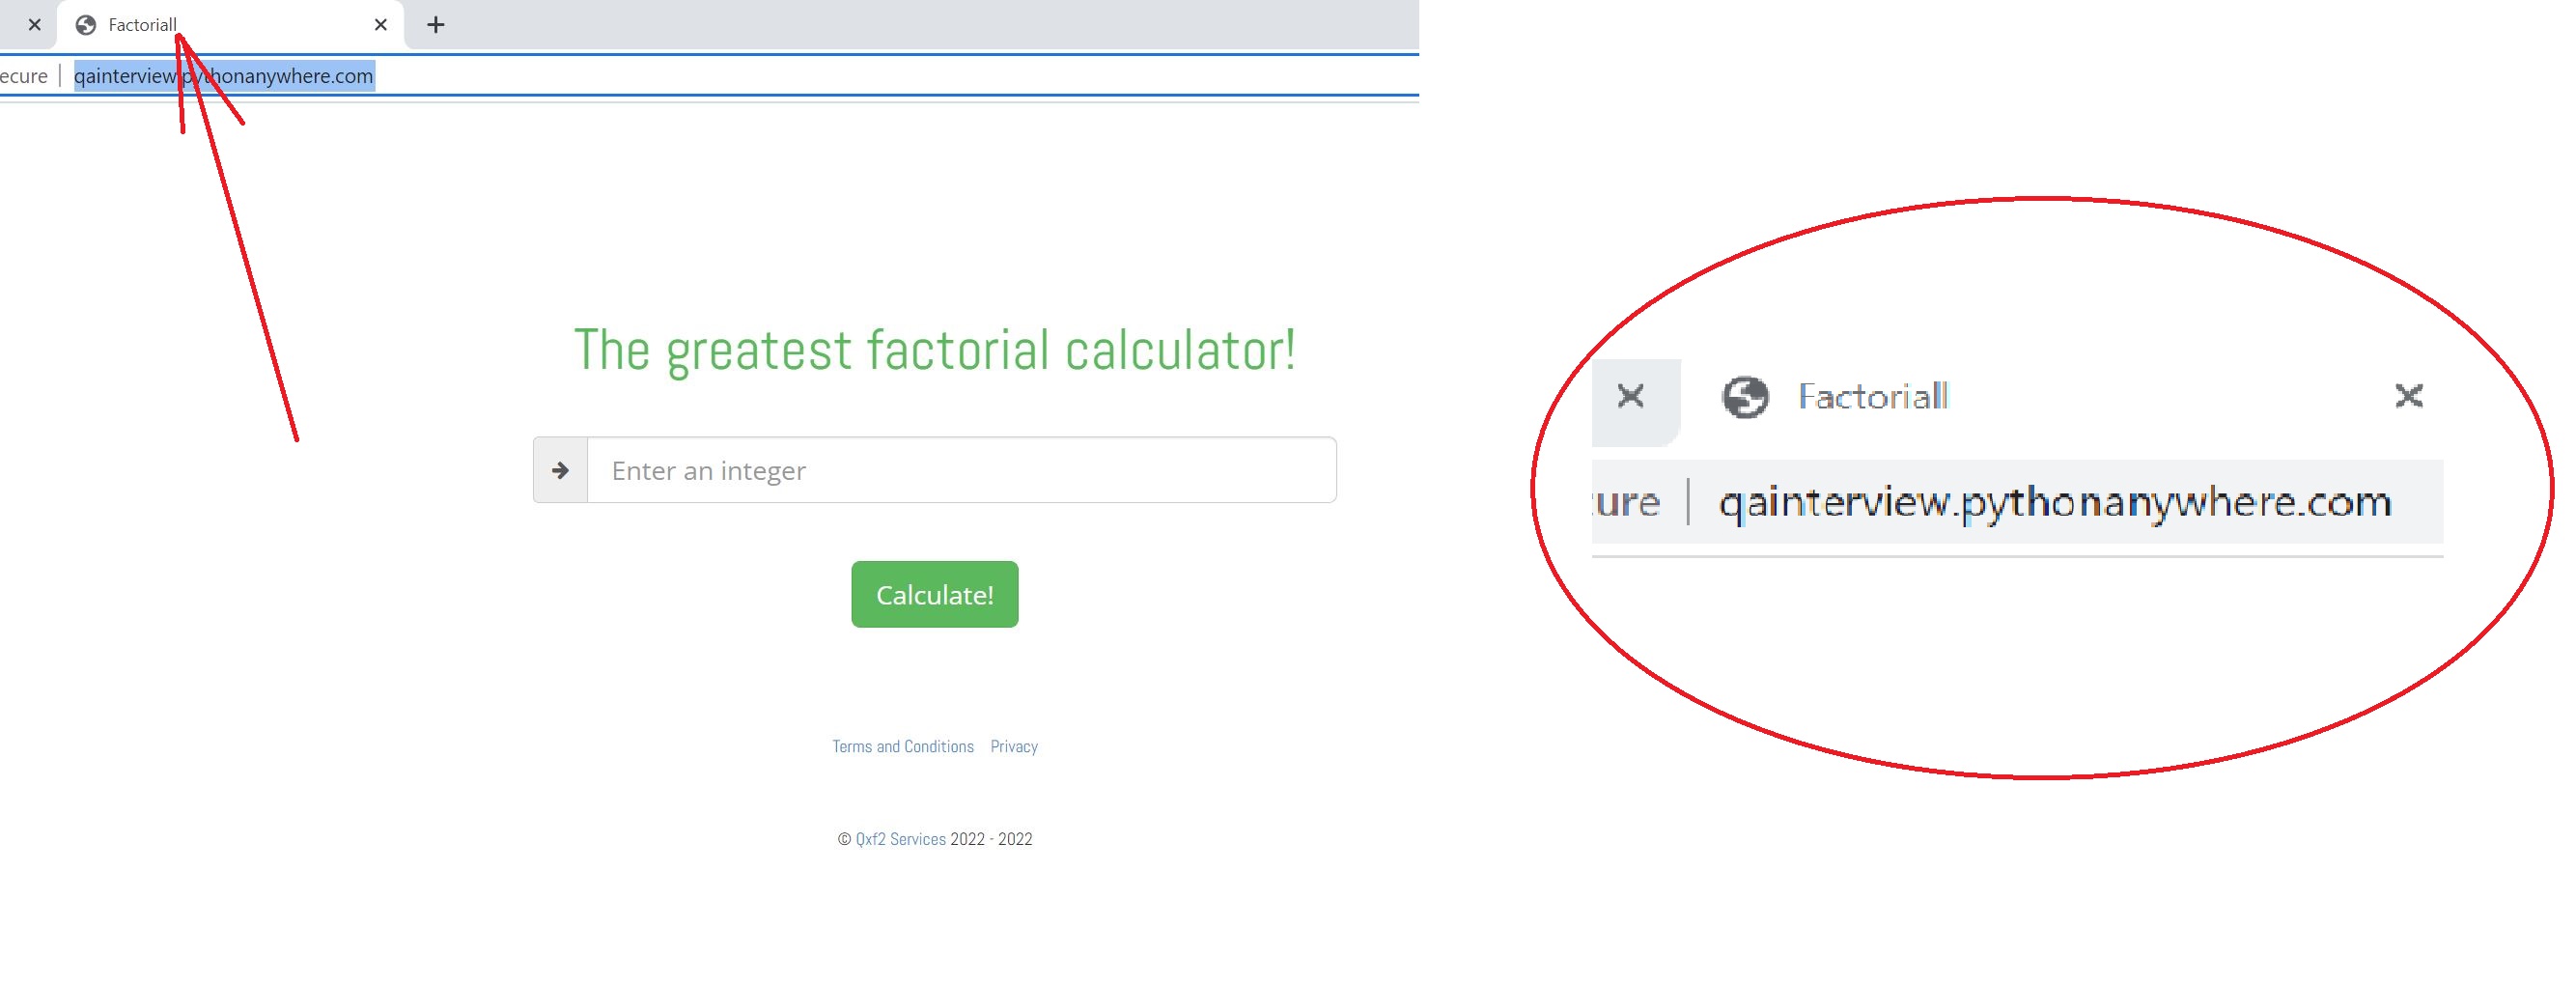 Factoriall
ecure | qainterview.pythonanywhere.com
The greatest factorial calculator!
Enter an integer
Calculate!
Terms and Conditions Privacy
© Qxf2 Services 2022 - 2022
Factoriall
ure | qainterview.pythonanywhere.com